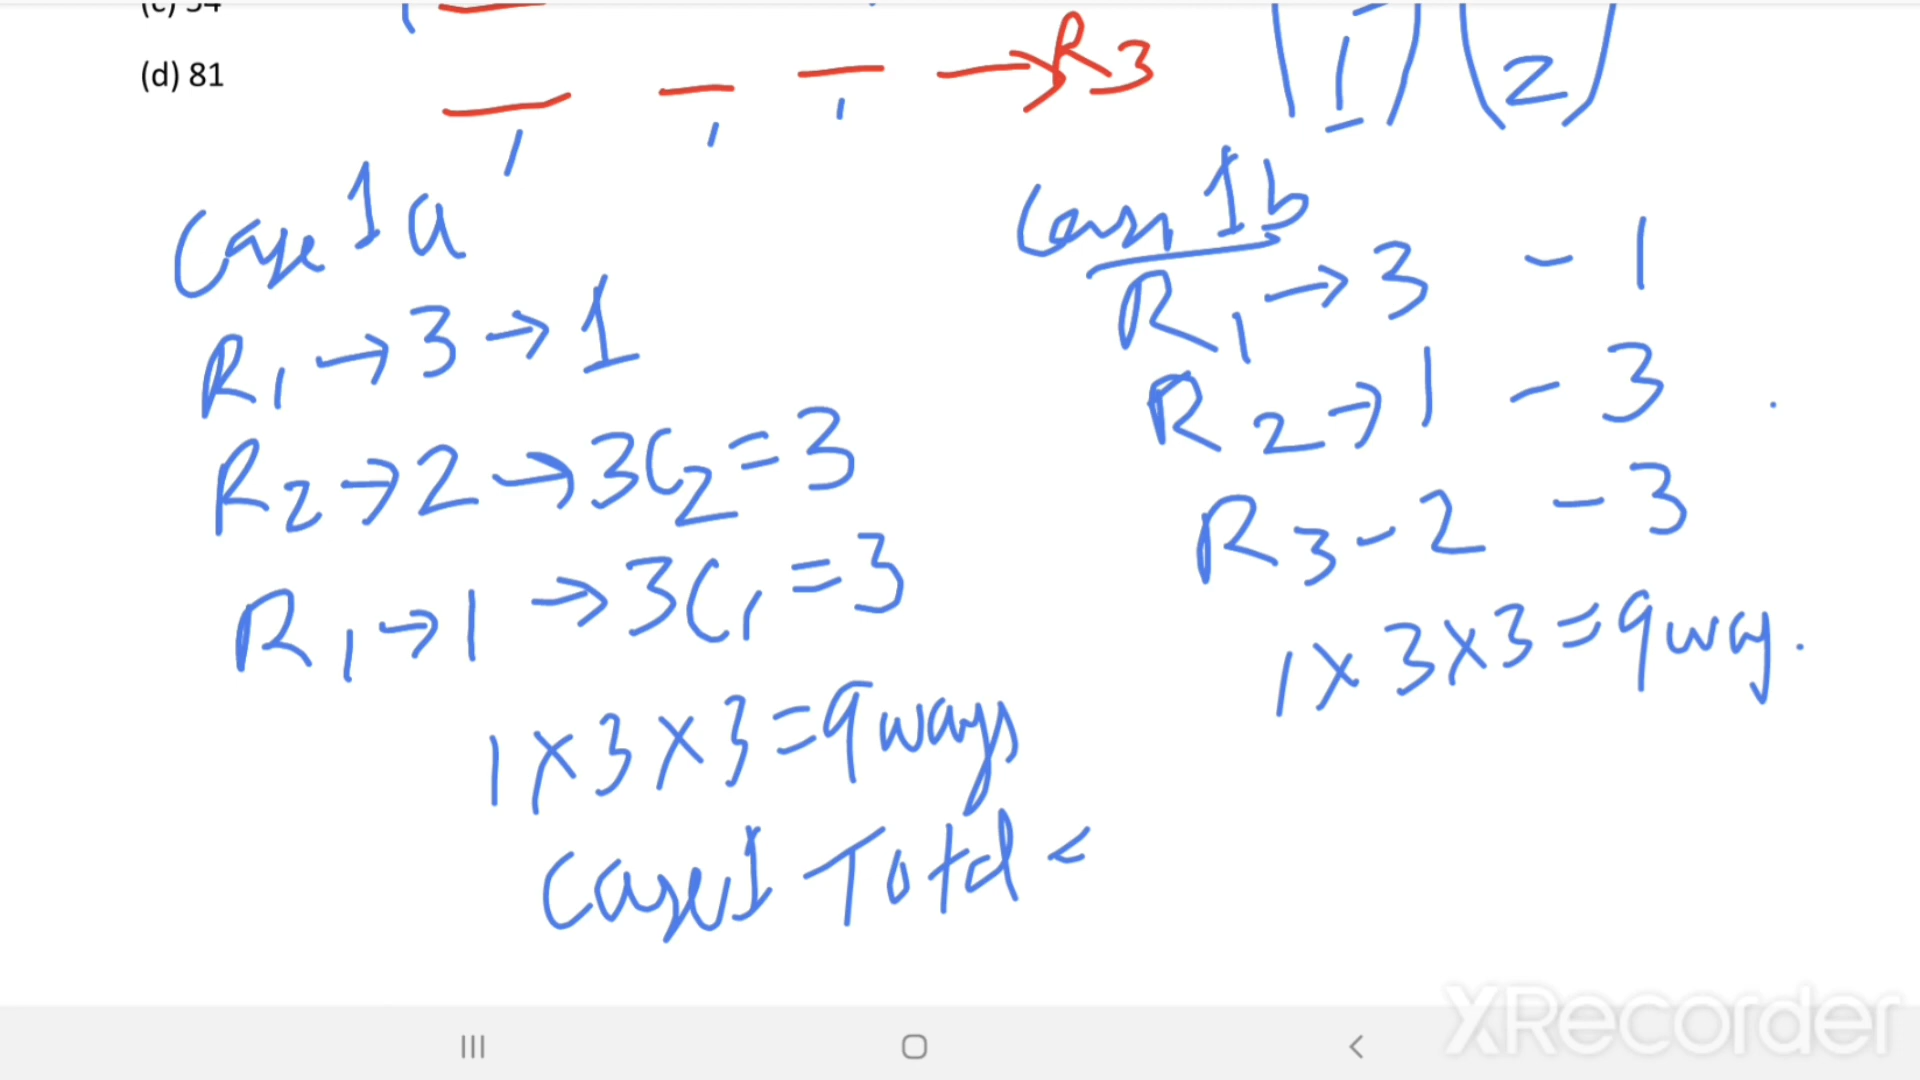 (c) 54
(d) 81
R3
1
2
Case 1a
R1 → 3 → 1
R2 → 2 → 3C2 = 3
R1 → 1 → 3C1 = 3
1 x 3 x 3 = 9 ways
Case 1b
R1 → 3 - 1
R2 → 1 - 3
R3 - 2 - 3
1 x 3 x 3 = 9 way.
Case 1 Total =
XRecorder